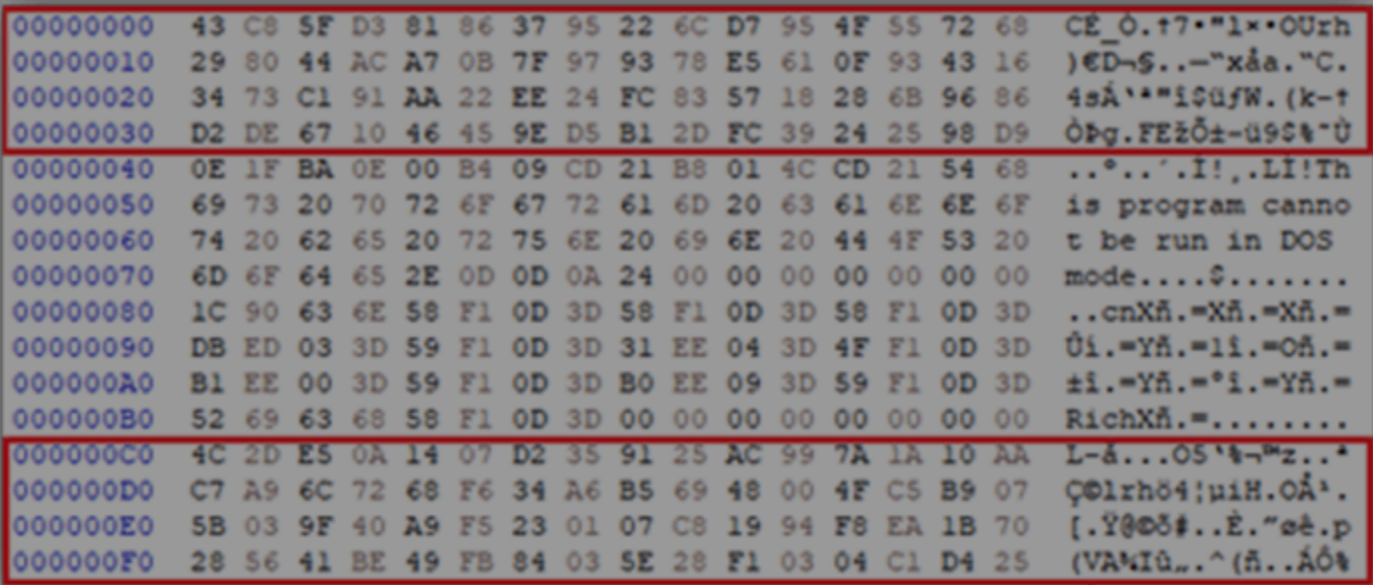 00000000 43 C8 5F D3 81 86 37 95 22 6C D7 95 4F 55 72 68 CÈ_Ó.†7•"l×•OUrh
00000010 29 80 44 AC A7 0B 7F 97 93 78 E5 61 0F 93 43 16 )€D¬§..—“xåa.“C.
00000020 34 73 C1 91 AA 22 EE 24 FC 83 57 18 28 6B 96 86 4sÁ‘ª"î$üƒW.(k–†
00000030 D2 DE 67 10 46 45 9E D5 B1 2D FC 39 24 25 98 D9 ÒÞg.FEžÕ±-ü9$%˜Ù
00000040 0E 1F BA 0E 00 B4 09 CD 21 B8 01 4C CD 21 54 68 ..º..´.Í!¸.LÍ!Th
00000050 69 73 20 70 72 6F 67 72 61 6D 20 63 61 6E 6E 6F is program canno
00000060 74 20 62 65 20 72 75 6E 20 69 6E 20 44 4F 53 20 t be run in DOS
00000070 6D 6F 64 65 2E 0D 0D 0A 24 00 00 00 00 00 00 00 mode....$.......
00000080 1C 90 63 6E 58 F1 0D 3D 58 F1 0D 3D 58 F1 0D 3D ..cnXñ.=Xñ.=Xñ.=
00000090 DB ED 03 3D 59 F1 0D 3D 31 EE 04 3D 4F F1 0D 3D Ûí.=Yñ.=1î.=Oñ.=
000000A0 B1 EE 00 3D 59 F1 0D 3D B0 EE 09 3D 59 F1 0D 3D ±î.=Yñ.=°î.=Yñ.=
000000B0 52 69 63 68 58 F1 0D 3D 00 00 00 00 00 00 00 00 RichXñ.=........
000000C0 4C 2D E5 0A 14 07 D2 35 91 25 AC 99 7A 1A 10 AA L-å...Ò5‘%¬™z..ª
000000D0 C7 A9 6C 72 68 F6 34 A6 B5 69 48 00 4F C5 B9 07 Ç©lrhö4¦µiH.OÅ¹.
000000E0 5B 03 9F 40 A9 F5 23 01 07 C8 19 94 F8 EA 1B 70 [.Ÿ@©õ#..È.”øê.p
000000F0 28 56 41 BE 49 FB 84 03 5E 28 F1 03 04 C1 D4 25 (VA¾Iû„.^(ñ..ÁÔ%